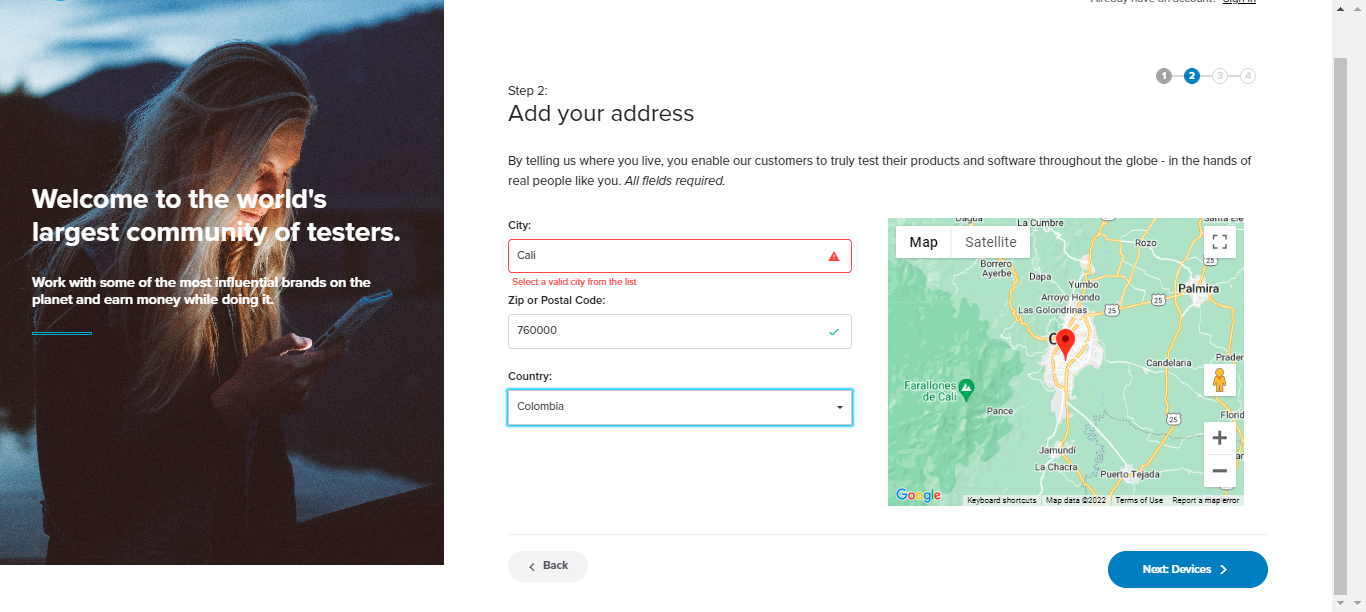 Already have an account? Sign in
1 2 3 4
Step 2:
Add your address
By telling us where you live, you enable our customers to truly test their products and software throughout the globe - in the hands of
real people like you. All fields required.
Welcome to the world's
largest community of testers.
Work with some of the most influential brands on the
planet and earn money while doing it.
City:
Cali
Select a valid city from the list
Zip or Postal Code:
760000
Country:
Colombia
Dagua
La Cumbre
Map
Satellite
Rozo
25
Borrero
Ayerbe
Dapa
Yumbo
Palmira
Arroyo Hondo
25
Las Golondrinas
25
C
Candelaria
Prader
Farallones
de Cali
Pance
25
Florid
Jamundí
La Chacra
Puerto Tejada
Google
Keyboard shortcuts
Map data ©2022
Terms of Use
Report a map error
Back
Next: Devices